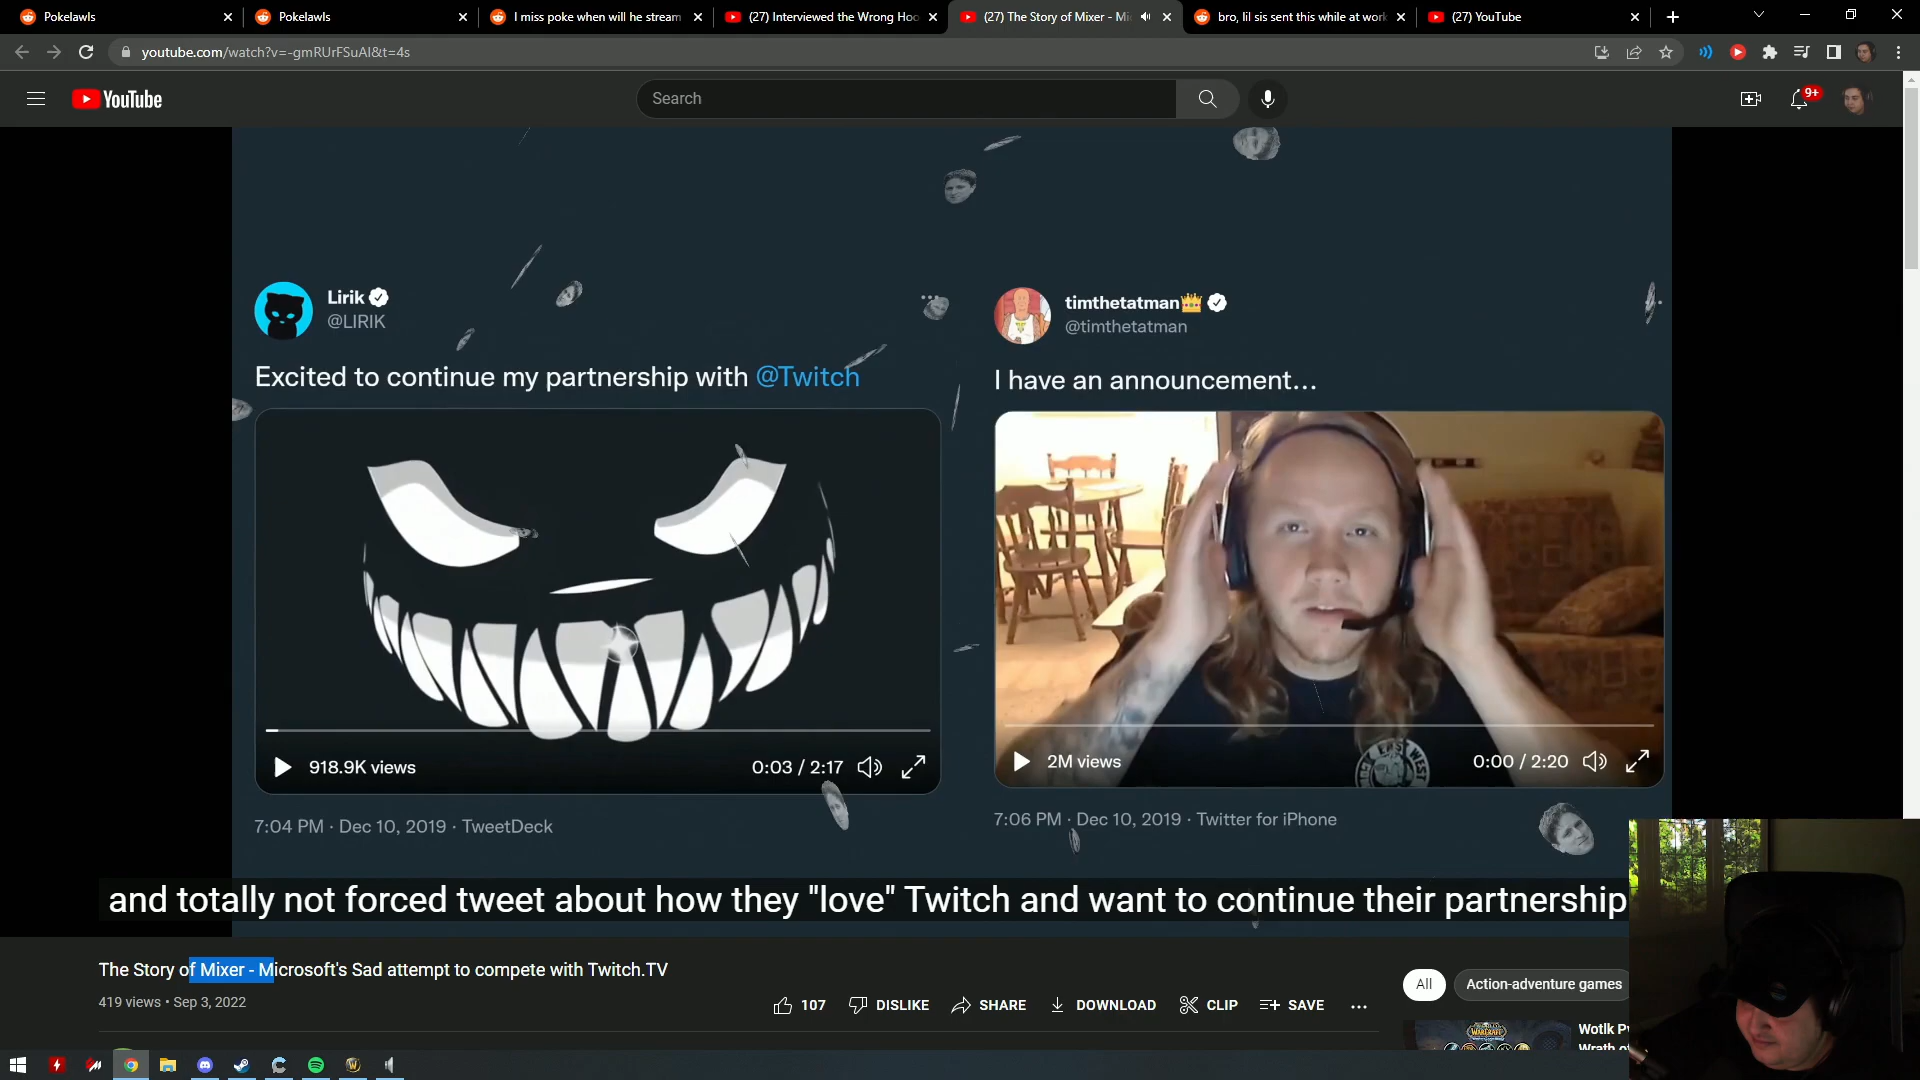 Pokelawls
Pokelawls
I miss poke when will he stream
(27) Interviewed the Wrong Hoo
(27) The Story of Mixer - Mi
bro, lil sis sent this while at work
(27) YouTube
youtube.com/watch?v=-gmRUrFSuAI&t=4s
YouTube
Search
9+
Lirik
@LIRIK
Excited to continue my partnership with @Twitch
918.9K views
0:03 / 2:17
7:04 PM · Dec 10, 2019 · TweetDeck
timthetatman
@timthetatman
I have an announcement...
EAST WEST
2M views
0:00 / 2:20
7:06 PM · Dec 10, 2019 · Twitter for iPhone
and totally not forced tweet about how they "love" Twitch and want to continue their partnership
The Story of Mixer - Microsoft's Sad attempt to compete with Twitch.TV
419 views • Sep 3, 2022
107
DISLIKE
SHARE
DOWNLOAD
CLIP
SAVE
All
Action-adventure games
WARCRAFT
Wotlk Pv
Wrath of